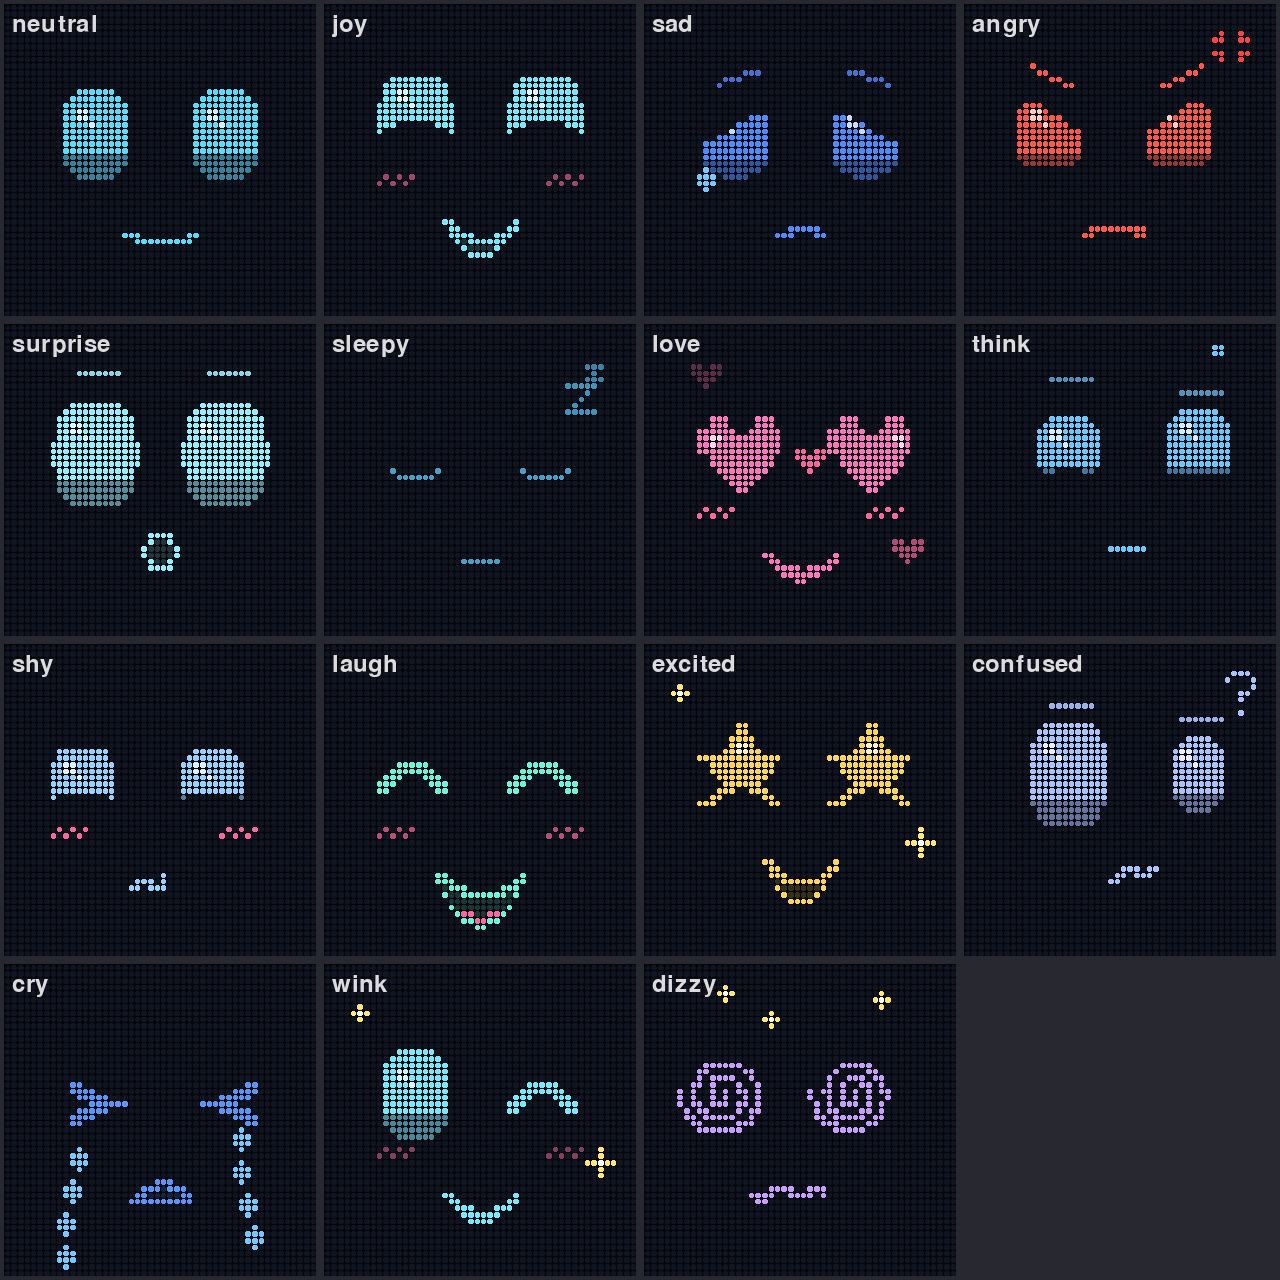 neutral
joy
sad
angry
surprise
sleepy
love
think
shy
laugh
excited
confused
cry
wink
dizzy